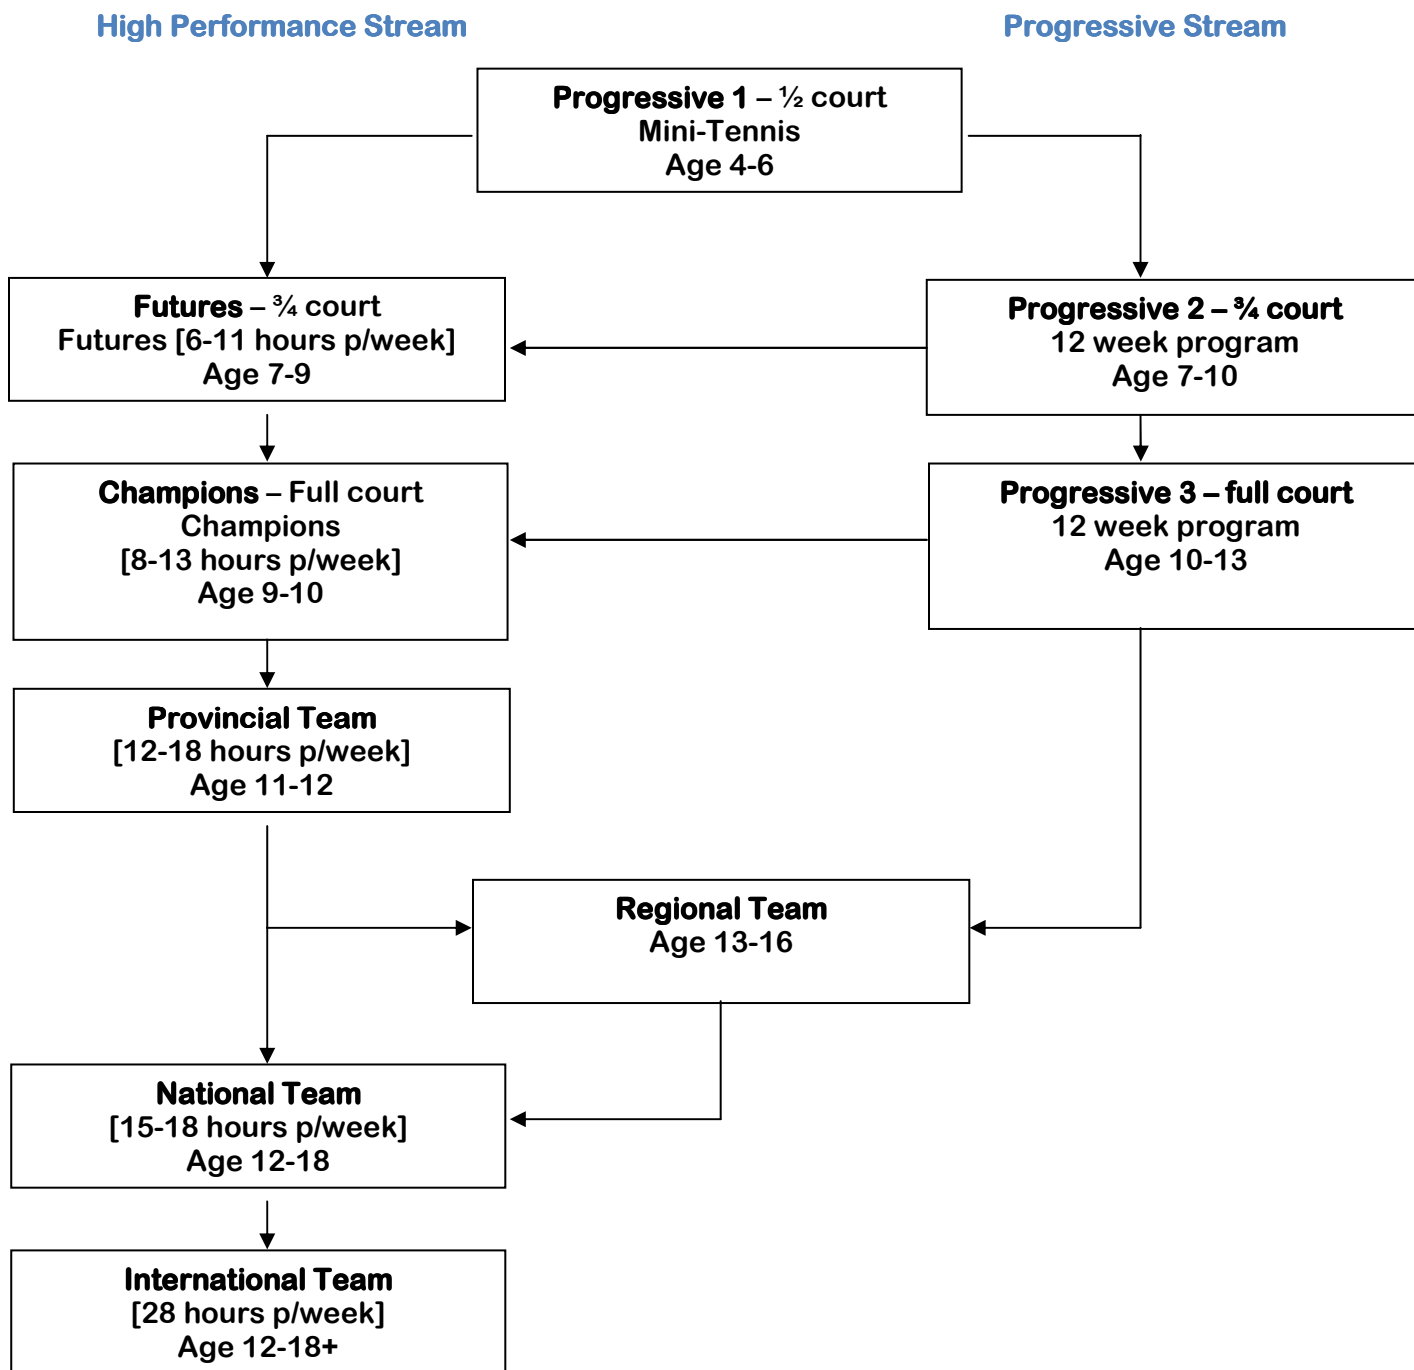 High Performance Stream
Progressive Stream
Progressive 1 – ½ court
Mini-Tennis
Age 4-6
Futures – ¾ court
Futures [6-11 hours p/week]
Age 7-9
Progressive 2 – ¾ court
12 week program
Age 7-10
Champions – Full court
Champions
[8-13 hours p/week]
Age 9-10
Progressive 3 – full court
12 week program
Age 10-13
Provincial Team
[12-18 hours p/week]
Age 11-12
Regional Team
Age 13-16
National Team
[15-18 hours p/week]
Age 12-18
International Team
[28 hours p/week]
Age 12-18+